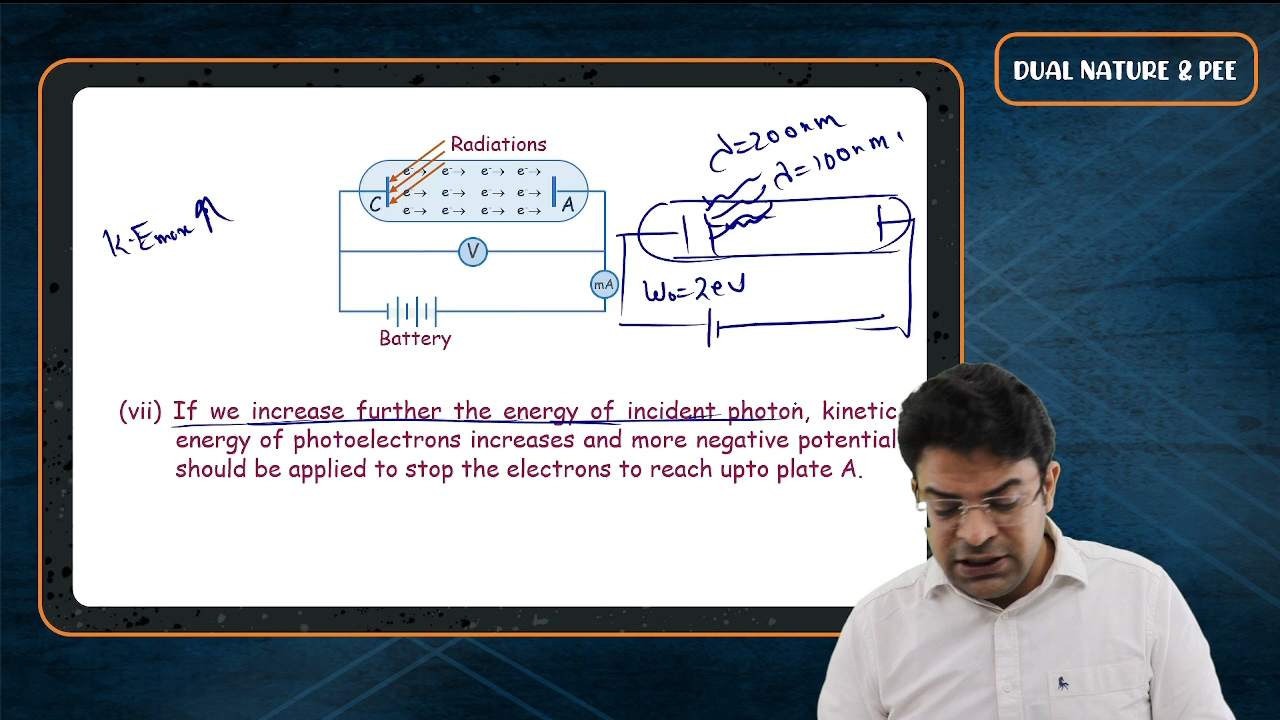 DUAL NATURE & PEE
Radiations
e⁻→ e⁻→ e⁻→ e⁻→
e⁻→ e⁻→ e⁻→ e⁻→
e⁻→ e⁻→ e⁻→ e⁻→
C
A
V
mA
Battery
K.Emax ↑
λ=200nm
λ=100nm
W₀=2eV
(vii) If we increase further the energy of incident photon, kinetic
energy of photoelectrons increases and more negative potential
should be applied to stop the electrons to reach upto plate A.